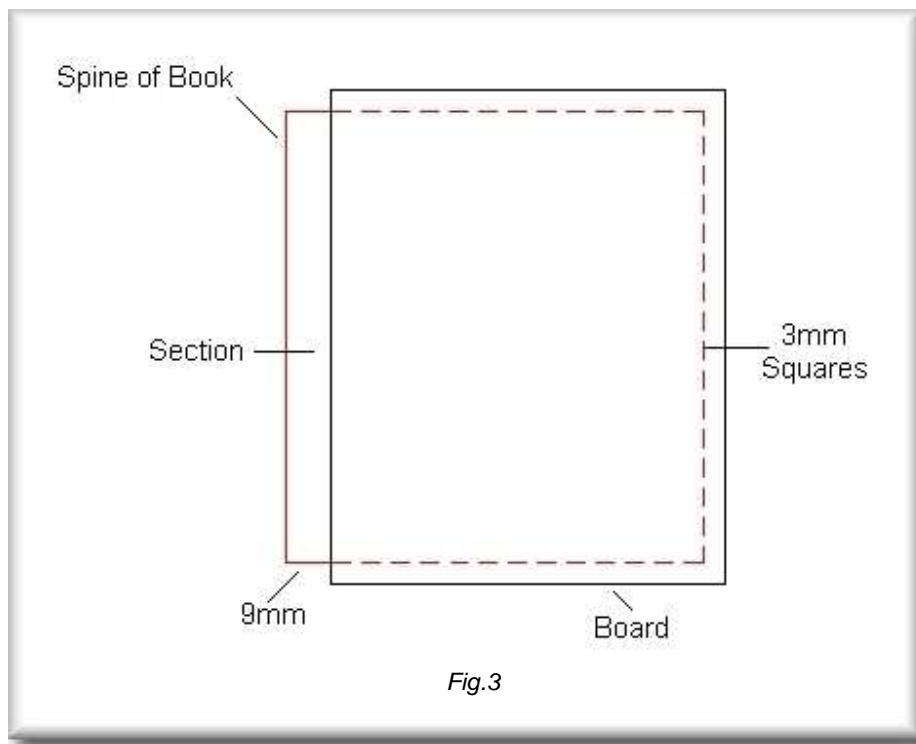 Spine of Book
Section
3mm
Squares
9mm
Board
Fig.3